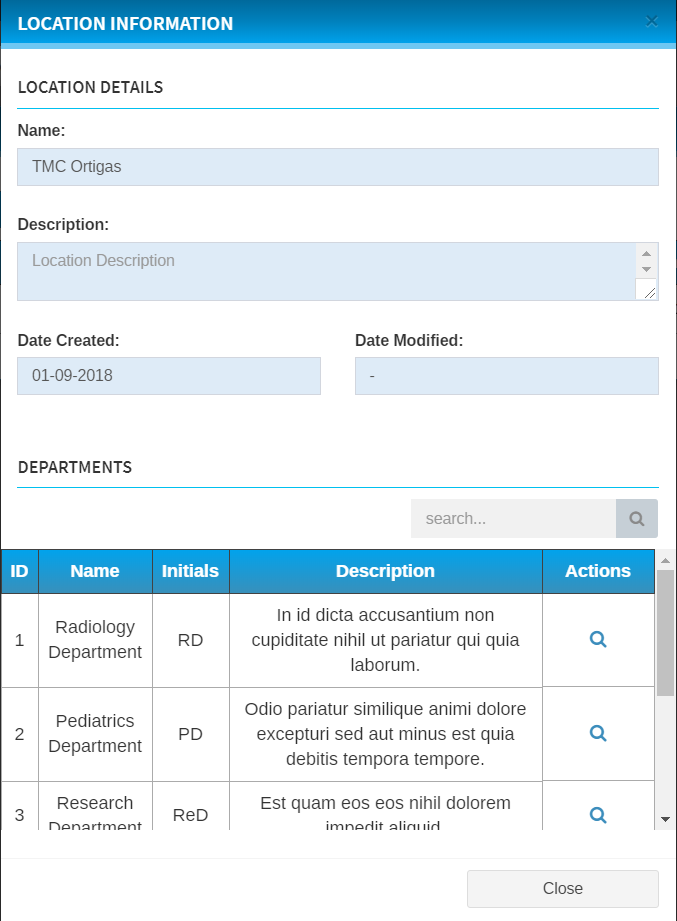 LOCATION INFORMATION ×
LOCATION DETAILS
Name:
TMC Ortigas
Description:
Location Description
Date Created: Date Modified:
01-09-2018 -
DEPARTMENTS
search...
ID Name Initials Description Actions
1 Radiology Department RD In id dicta accusantium non
cupiditate nihil ut pariatur qui quia
laborum.
2 Pediatrics Department PD Odio pariatur similique animi dolore
excepturi sed aut minus est quia
debitis tempora tempore.
3 Research Department ReD Est quam eos eos nihil dolorem
impedit aliquid
Close